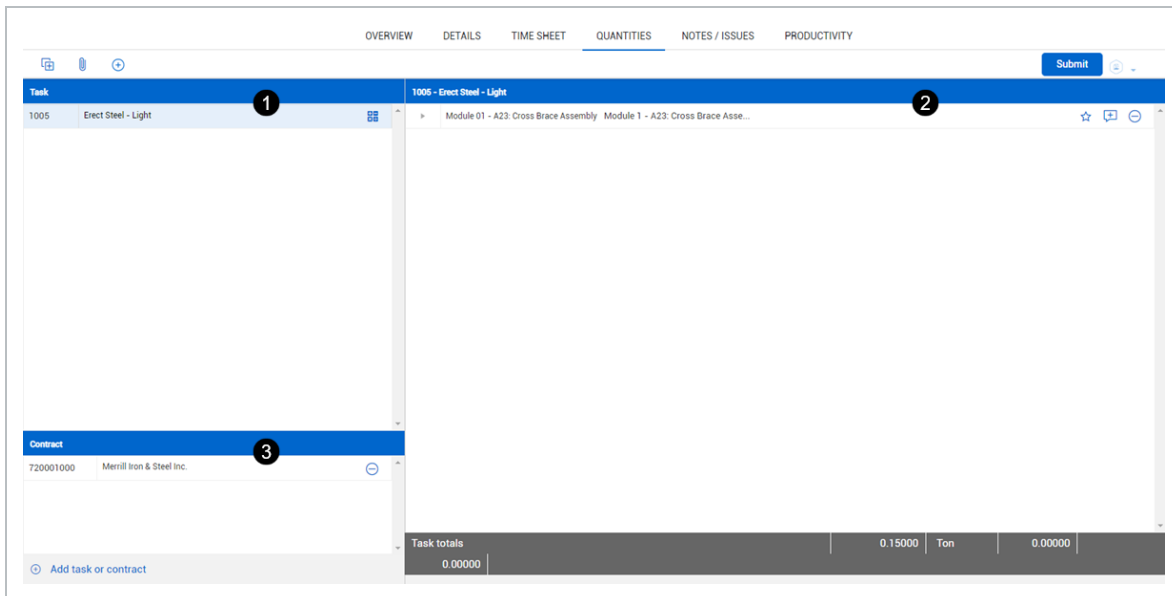 OVERVIEW DETAILS TIME SHEET QUANTITIES NOTES / ISSUES PRODUCTIVITY
Submit
Task 1
1005 Erect Steel - Light
1005 - Erect Steel - Light 2
Module 01 - A23: Cross Brace Assembly Module 1 - A23: Cross Brace Asse...
Contract 3
720001000 Merrill Iron & Steel Inc.
Add task or contract
Task totals 0.15000 Ton 0.00000
0.00000